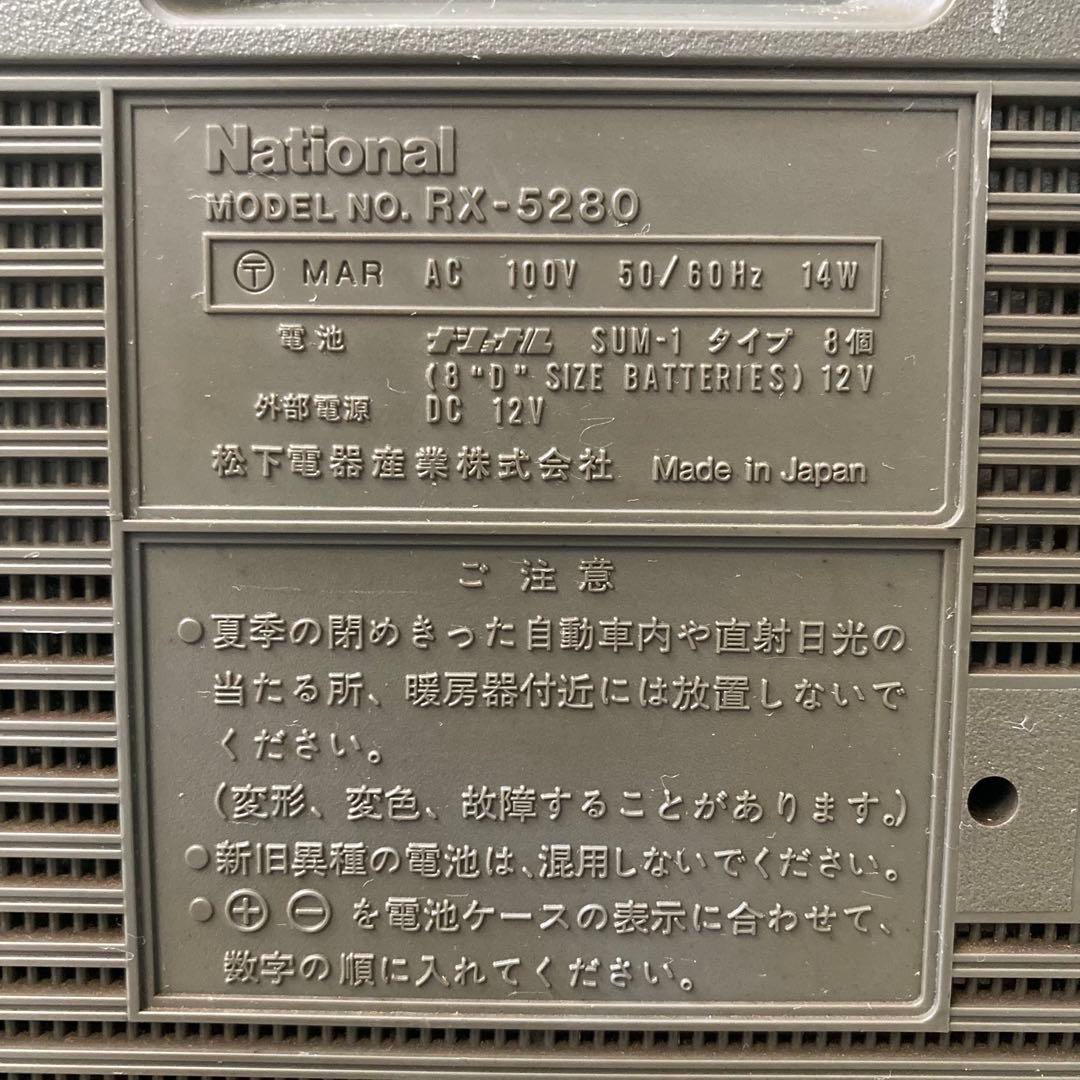 National
MODEL NO. RX-5280
〒 MAR AC 100V 50/60Hz 14W
電池 ナショナル SUM-1 タイプ 8個
(8 "D" SIZE BATTERIES) 12V
外部電源 DC 12V
松下電器産業株式会社 Made in Japan
ご注意
●夏季の閉めきった自動車内や直射日光の
当たる所、暖房器付近には放置しないで
ください。
(変形、変色、故障することがあります。)
●新旧異種の電池は、混用しないでください。
●⊕⊖を電池ケースの表示に合わせて、
数字の順に入れてください。